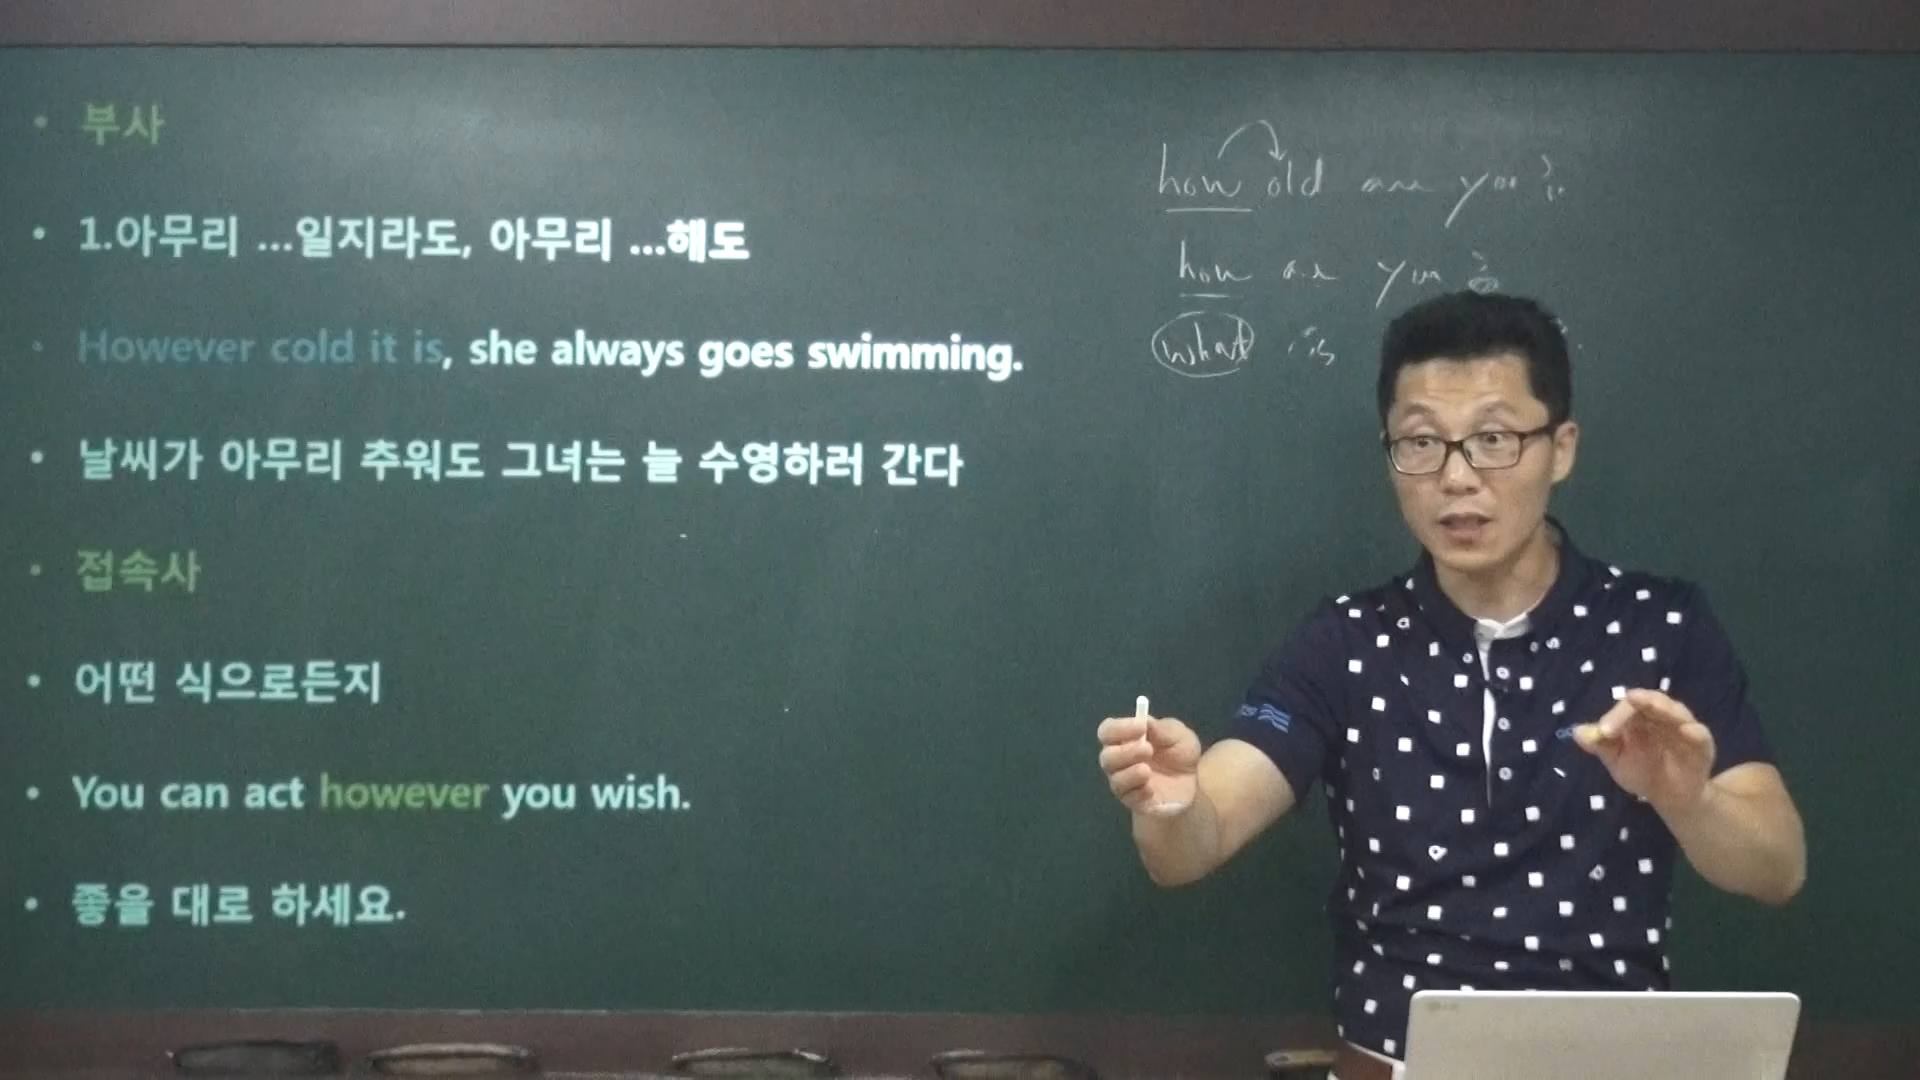 부사
1.아무리 ...일지라도, 아무리 ...해도
However cold it is, she always goes swimming.
날씨가 아무리 추워도 그녀는 늘 수영하러 간다
접속사
어떤 식으로든지
You can act however you wish.
좋을 대로 하세요.
how old are you?
how are you?
what is